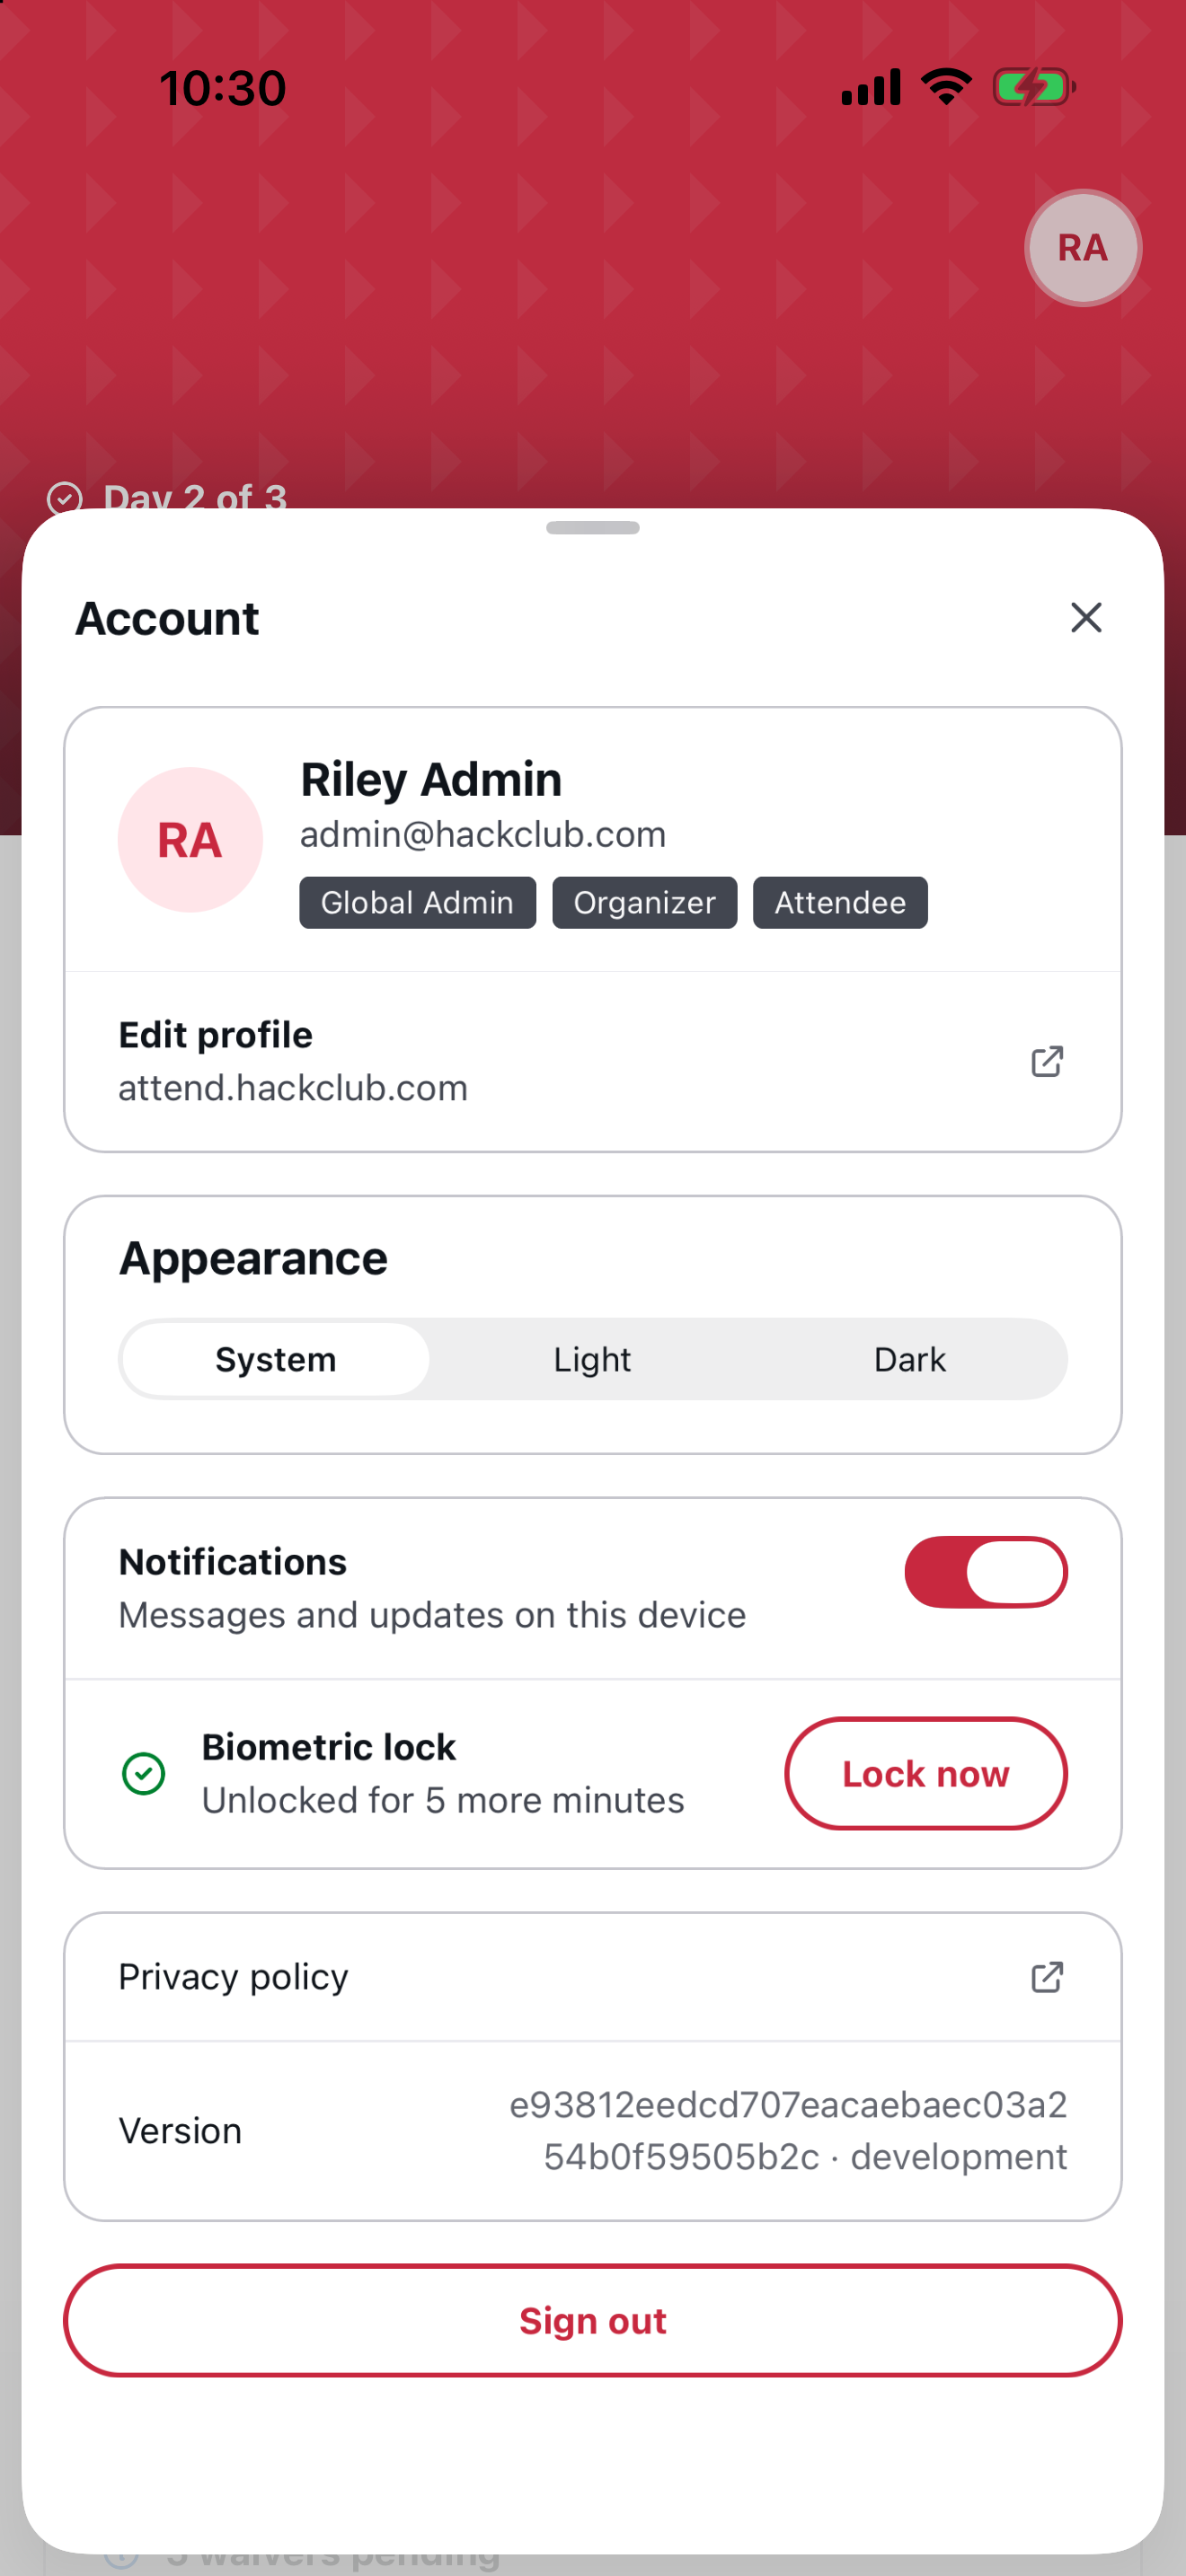 10:30
RA
Day 2 of 3
Account
RA
Riley Admin
admin@hackclub.com
Global Admin Organizer Attendee
Edit profile
attend.hackclub.com
Appearance
System Light Dark
Notifications
Messages and updates on this device
Biometric lock
Unlocked for 5 more minutes
Lock now
Privacy policy
Version
e93812eedcd707eacaebaec03a2
54b0f59505b2c · development
Sign out
waivers pending